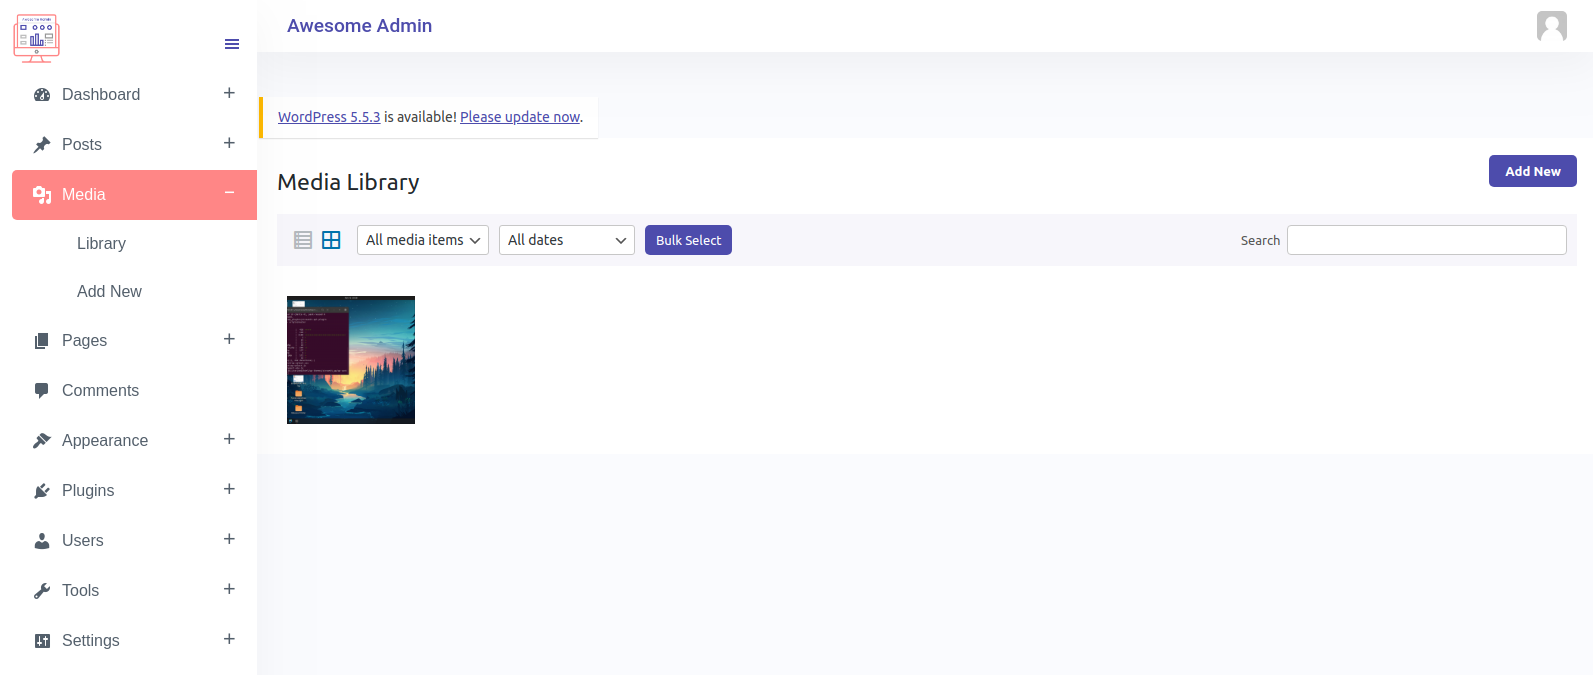 Awesome Admin
Dashboard
Posts
Media
Library
Add New
Pages
Comments
Appearance
Plugins
Users
Tools
Settings
WordPress 5.5.3 is available! Please update now.
Media Library
Add New
All media items
All dates
Bulk Select
Search